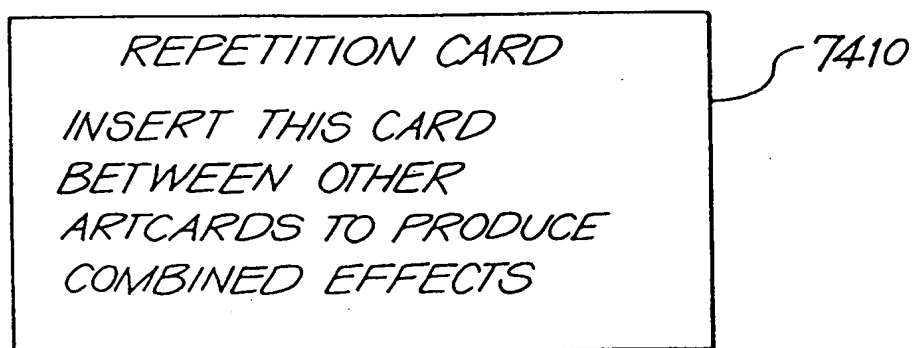 REPETITION CARD
7410
INSERT THIS CARD
BETWEEN OTHER
ARTCARDS TO PRODUCE
COMBINED EFFECTS